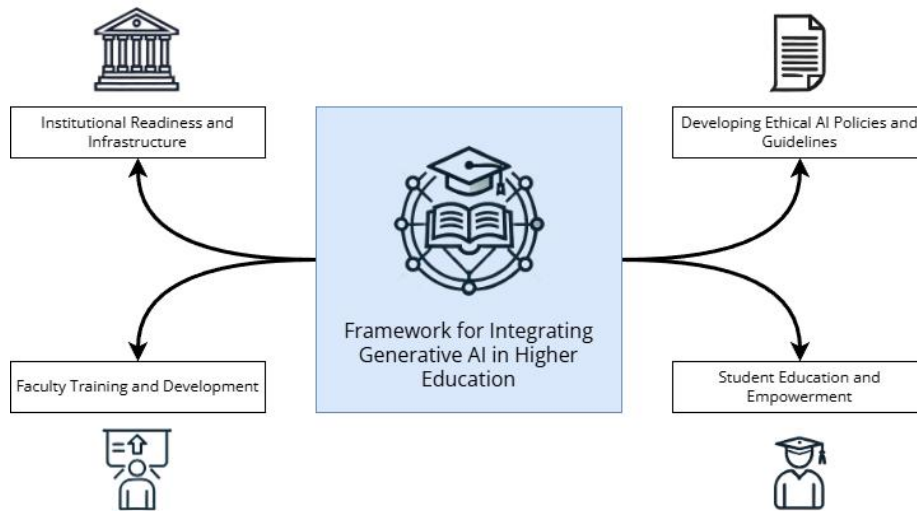 Institutional Readiness and
Infrastructure
Developing Ethical AI Policies and
Guidelines
Framework for Integrating
Generative AI in Higher
Education
Faculty Training and Development
Student Education and
Empowerment